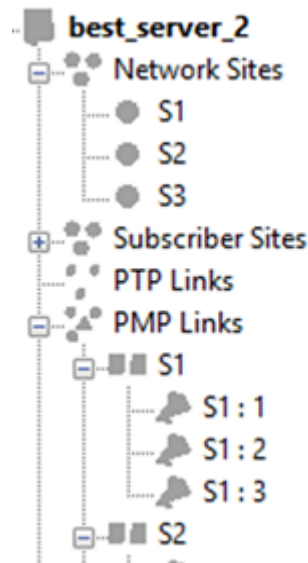 best_server_2
Network Sites
S1
S2
S3
Subscriber Sites
PTP Links
PMP Links
S1
S1 : 1
S1 : 2
S1 : 3
S2